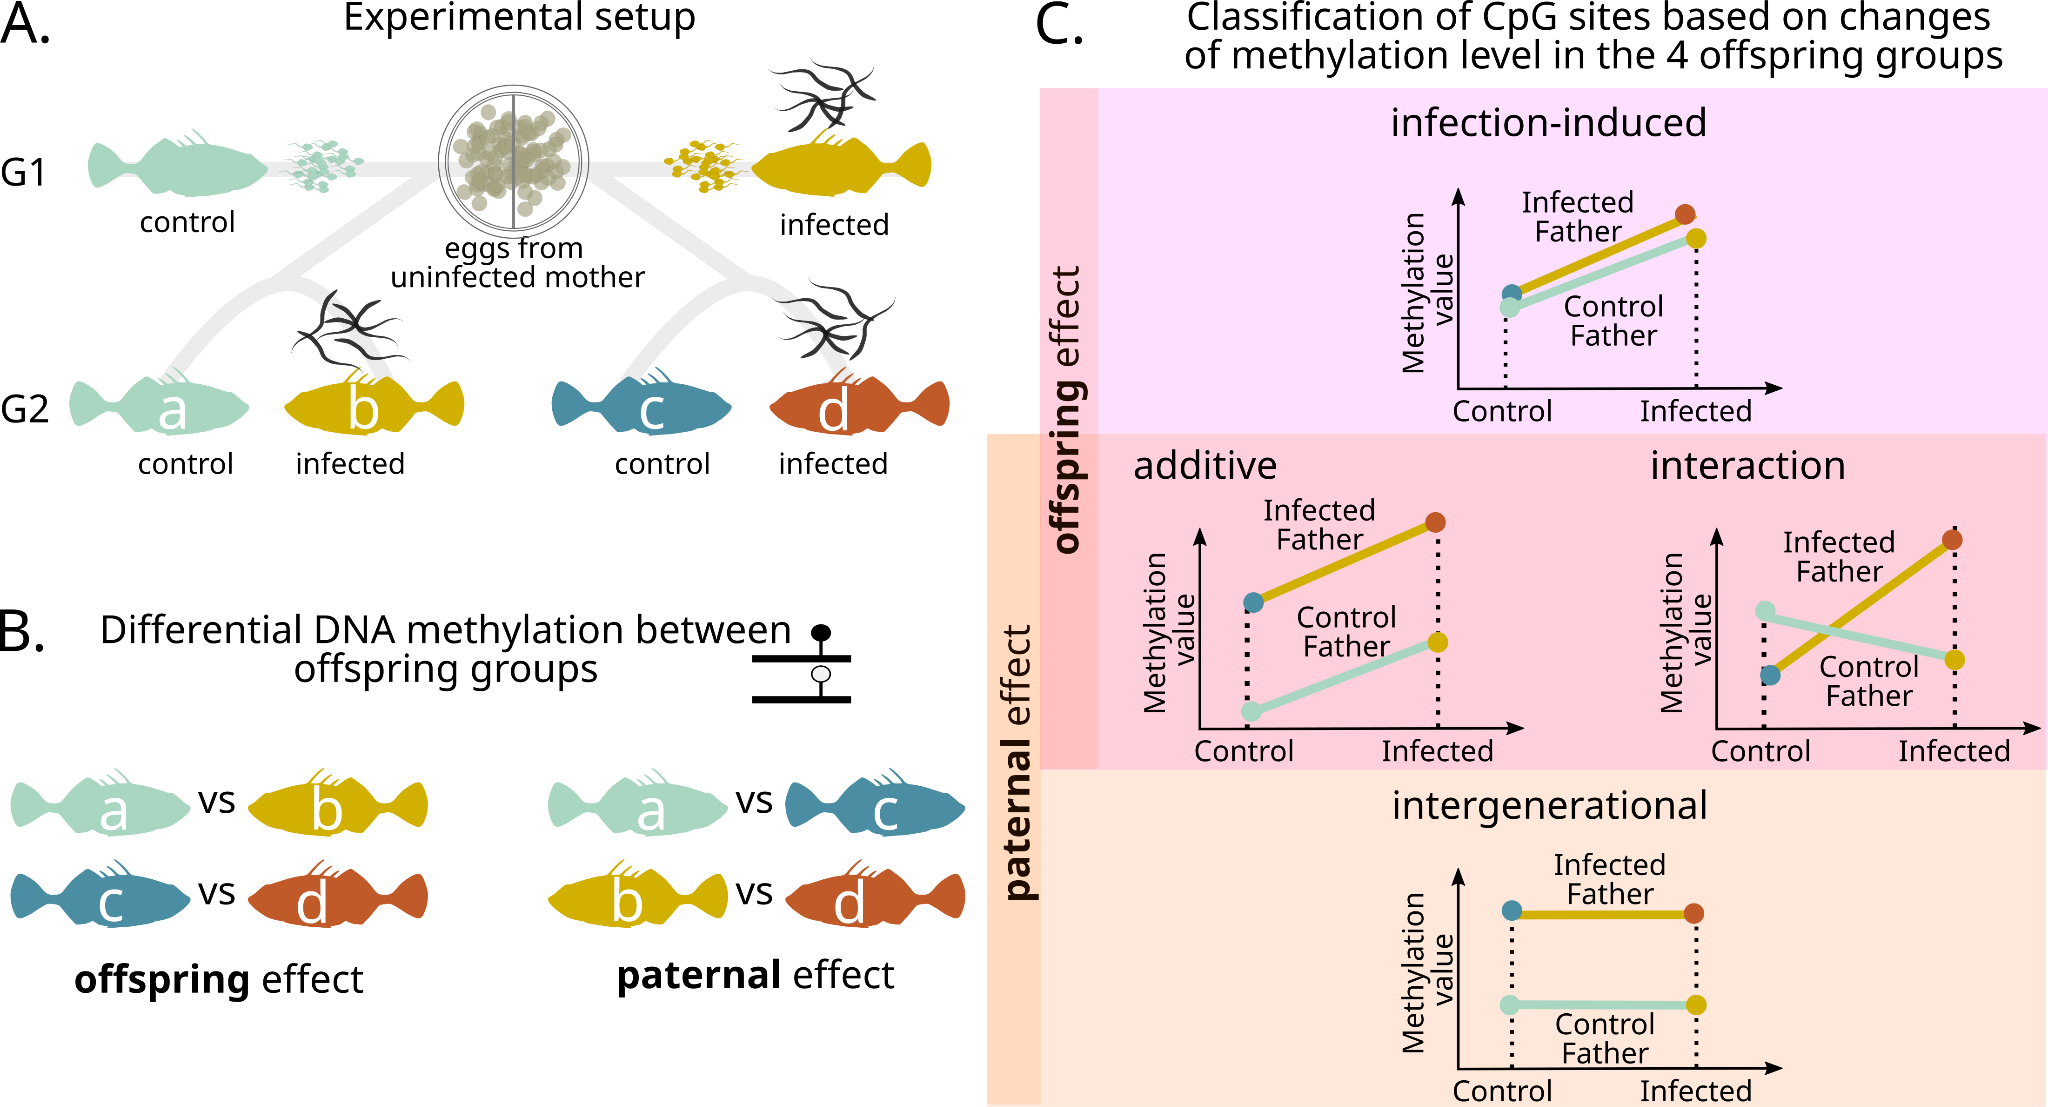 A.
Experimental setup
G1
control
eggs from
uninfected mother
infected
G2
a
b
c
d
control
infected
control
infected
B.
Differential DNA methylation between
offspring groups
a vs b
a vs c
c vs d
b vs d
offspring effect
paternal effect
C.
Classification of CpG sites based on changes
of methylation level in the 4 offspring groups
offspring effect
paternal effect
infection-induced
Methylation
value
Infected
Father
Control
Father
Control
Infected
additive
Methylation
value
Infected
Father
Control
Father
Control
Infected
interaction
Methylation
value
Infected
Father
Control
Father
Control
Infected
intergenerational
Methylation
value
Infected
Father
Control
Father
Control
Infected